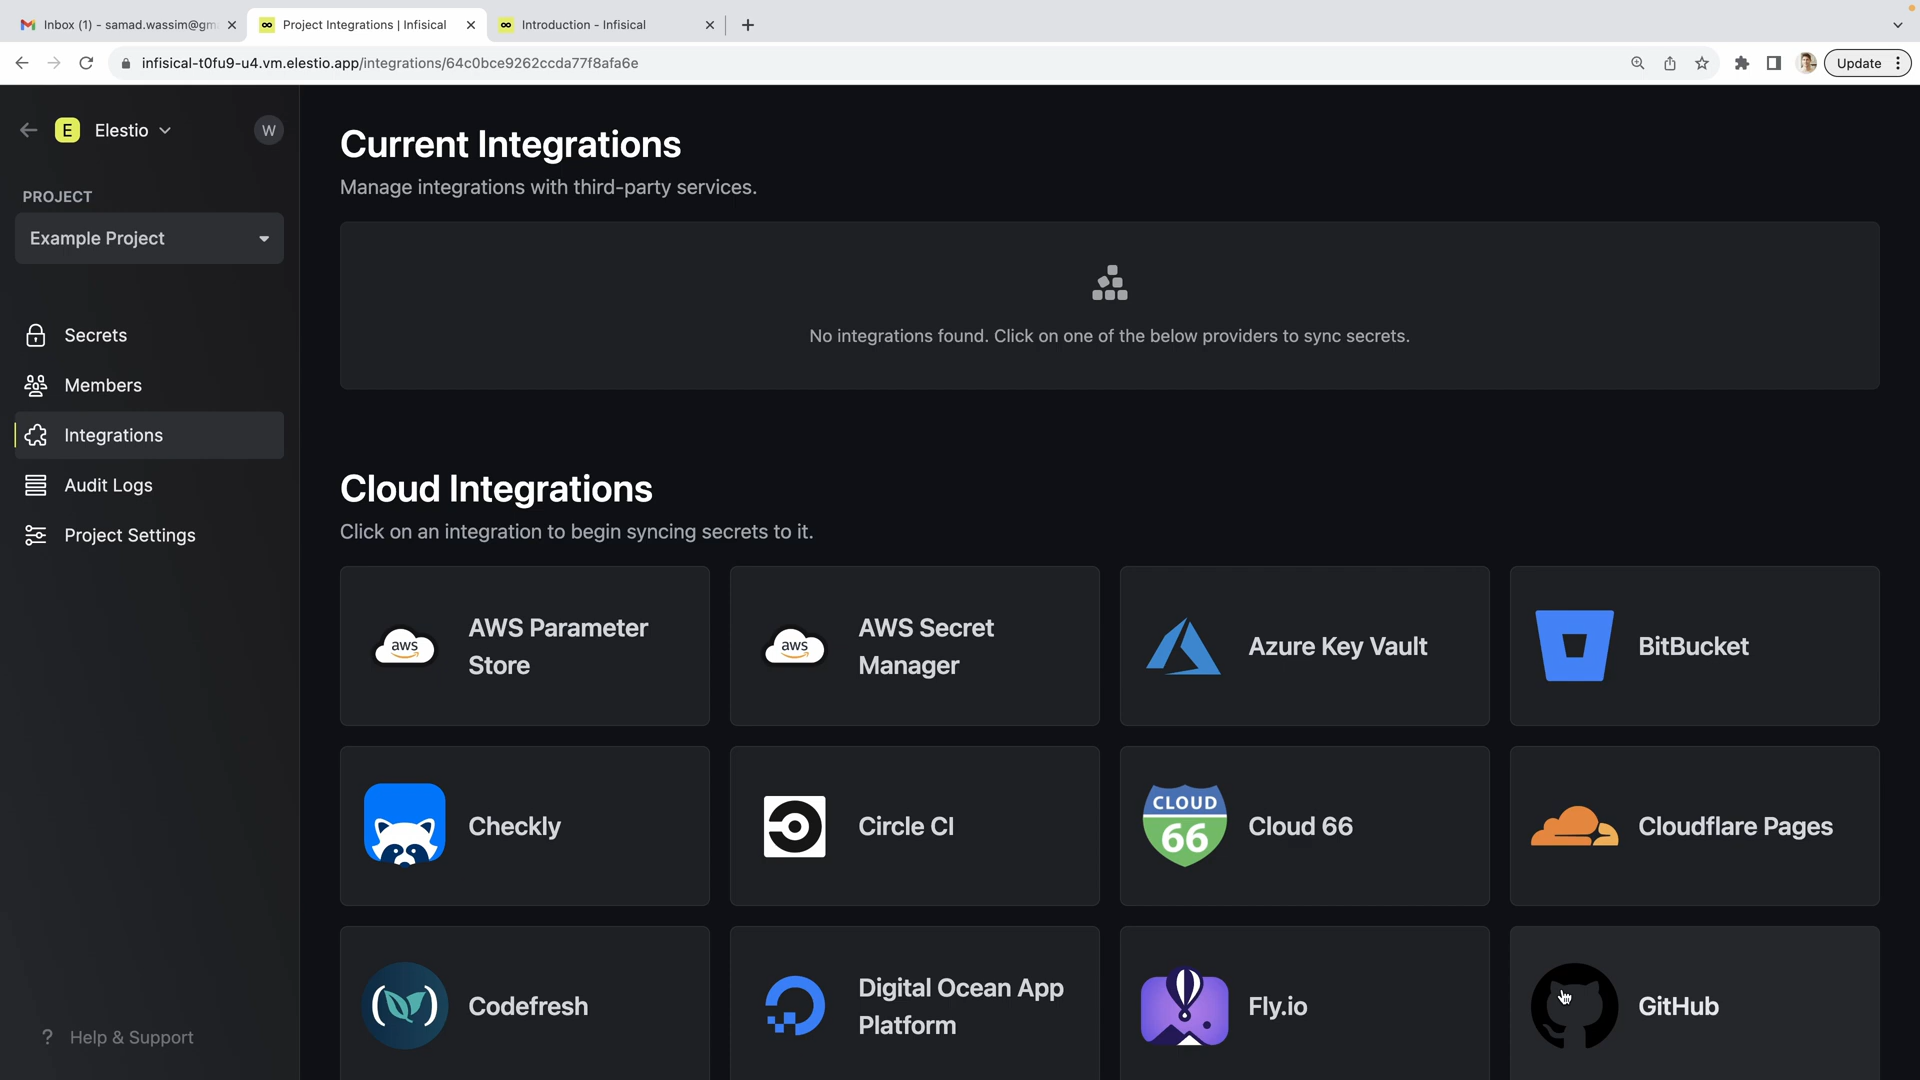 Inbox (1) - samad.wassim@gm
Project Integrations | Infisical
Introduction - Infisical
infisical-t0fu9-u4.vm.elestio.app/integrations/64c0bce9262ccda77f8afa6e
Update
E
Elestio
W
PROJECT
Example Project
Secrets
Members
Integrations
Audit Logs
Project Settings
? Help & Support
Current Integrations
Manage integrations with third-party services.
No integrations found. Click on one of the below providers to sync secrets.
Cloud Integrations
Click on an integration to begin syncing secrets to it.
aws
AWS Parameter
Store
aws
AWS Secret
Manager
Azure Key Vault
BitBucket
Checkly
Circle CI
CLOUD
66
Cloud 66
Cloudflare Pages
Codefresh
Digital Ocean App
Platform
Fly.io
GitHub